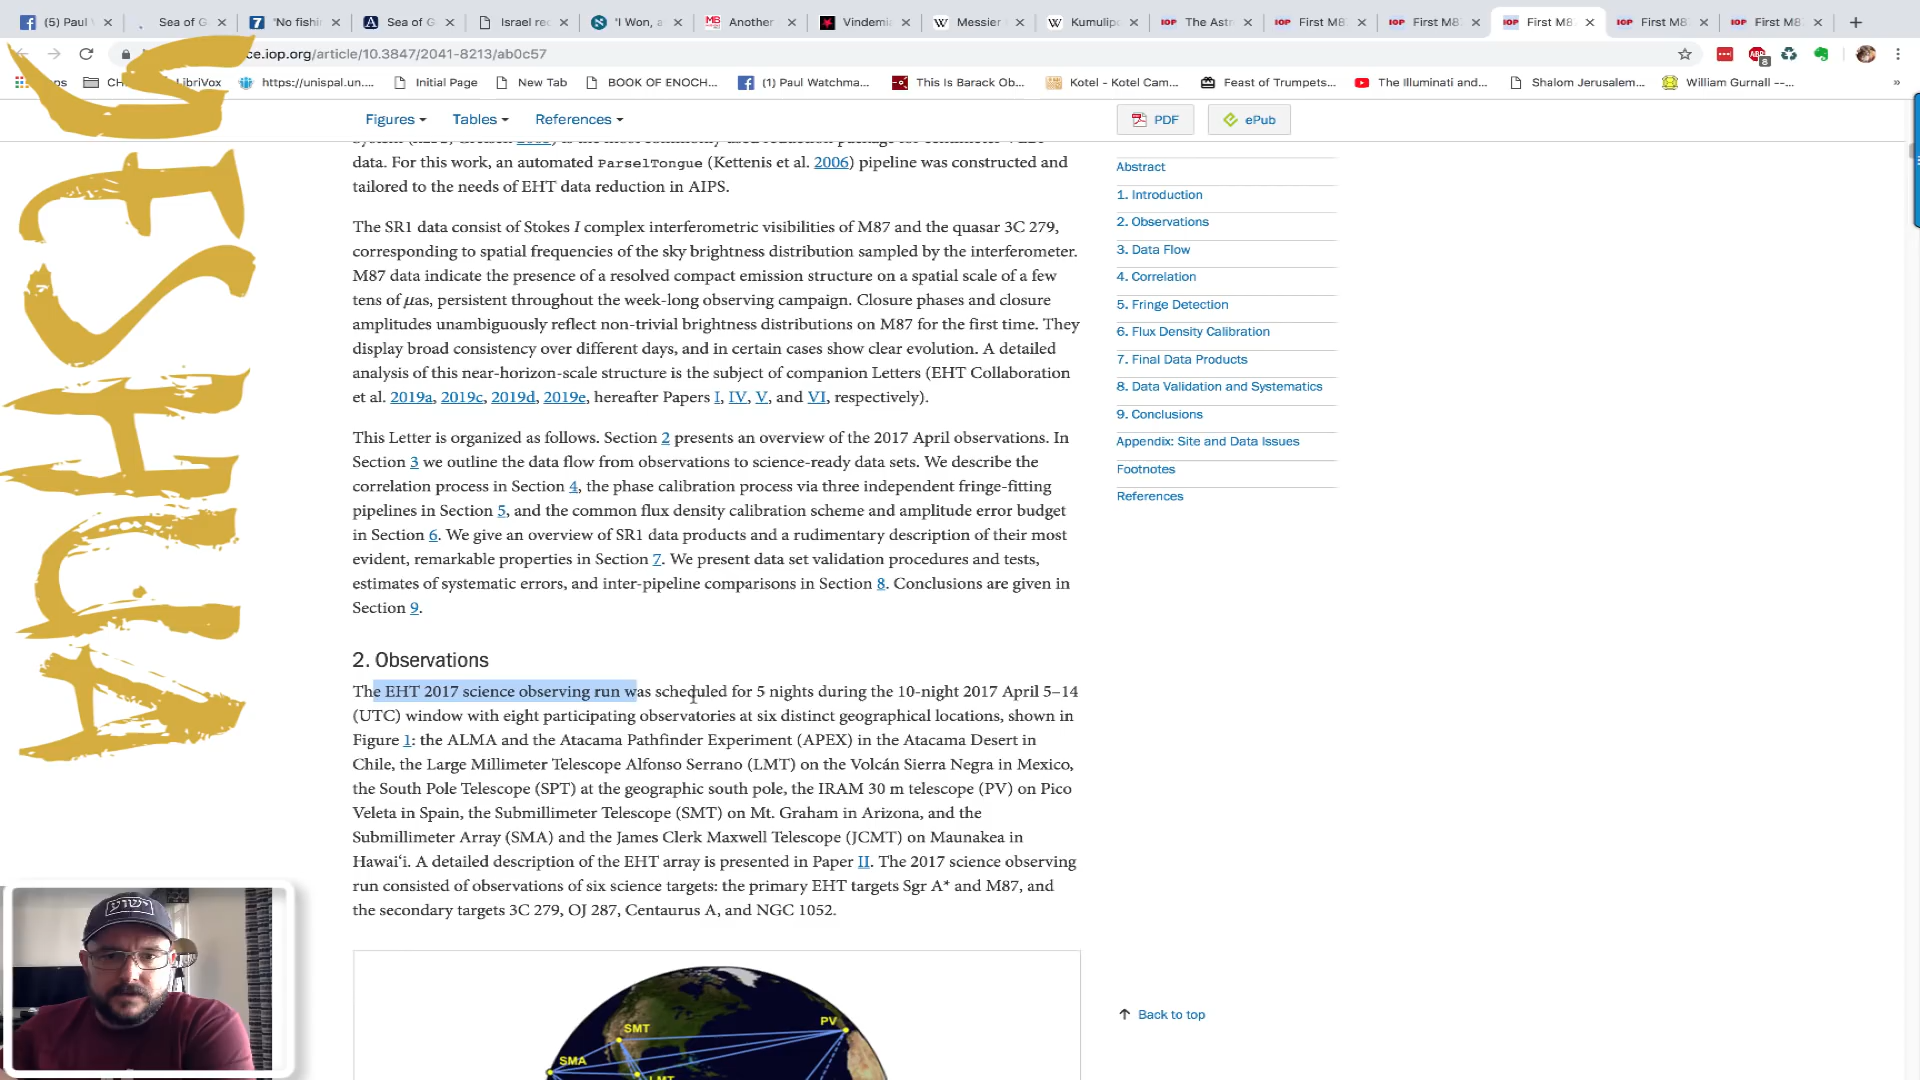 (5) Paul
Sea of G
'No fishi
Sea of G
Israel re
'I Won, a
Another
Vindemi
Messier
Kumulip
The Ast
First M8
First M8
First M8
First M8
First M8
ce.iop.org/article/10.3847/2041-8213/ab0c57
LibriVox
https://unispal.un....
Initial Page
New Tab
BOOK OF ENOCH...
(1) Paul Watchma...
This Is Barack Ob...
Kotel - Kotel Cam...
Feast of Trumpets...
The Illuminati and...
Shalom Jerusalem...
William Gurnall --...
»
Figures
Tables
References
PDF
ePub
data. For this work, an automated ParselTongue (Kettenis et al. 2006) pipeline was constructed and
tailored to the needs of EHT data reduction in AIPS.
The SR1 data consist of Stokes I complex interferometric visibilities of M87 and the quasar 3C 279,
corresponding to spatial frequencies of the sky brightness distribution sampled by the interferometer.
M87 data indicate the presence of a resolved compact emission structure on a spatial scale of a few
tens of μas, persistent throughout the week-long observing campaign. Closure phases and closure
amplitudes unambiguously reflect non-trivial brightness distributions on M87 for the first time. They
display broad consistency over different days, and in certain cases show clear evolution. A detailed
analysis of this near-horizon-scale structure is the subject of companion Letters (EHT Collaboration
et al. 2019a, 2019c, 2019d, 2019e, hereafter Papers I, IV, V, and VI, respectively).
This Letter is organized as follows. Section 2 presents an overview of the 2017 April observations. In
Section 3 we outline the data flow from observations to science-ready data sets. We describe the
correlation process in Section 4, the phase calibration process via three independent fringe-fitting
pipelines in Section 5, and the common flux density calibration scheme and amplitude error budget
in Section 6. We give an overview of SR1 data products and a rudimentary description of their most
evident, remarkable properties in Section 7. We present data set validation procedures and tests,
estimates of systematic errors, and inter-pipeline comparisons in Section 8. Conclusions are given in
Section 9.
2. Observations
The EHT 2017 science observing run was scheduled for 5 nights during the 10-night 2017 April 5–14
(UTC) window with eight participating observatories at six distinct geographical locations, shown in
Figure 1: the ALMA and the Atacama Pathfinder Experiment (APEX) in the Atacama Desert in
Chile, the Large Millimeter Telescope Alfonso Serrano (LMT) on the Volcán Sierra Negra in Mexico,
the South Pole Telescope (SPT) at the geographic south pole, the IRAM 30 m telescope (PV) on Pico
Veleta in Spain, the Submillimeter Telescope (SMT) on Mt. Graham in Arizona, and the
Submillimeter Array (SMA) and the James Clerk Maxwell Telescope (JCMT) on Maunakea in
Hawai‘i. A detailed description of the EHT array is presented in Paper II. The 2017 science observing
run consisted of observations of six science targets: the primary EHT targets Sgr A* and M87, and
the secondary targets 3C 279, OJ 287, Centaurus A, and NGC 1052.
SMT
PV
SMA
LMT
Abstract
1. Introduction
2. Observations
3. Data Flow
4. Correlation
5. Fringe Detection
6. Flux Density Calibration
7. Final Data Products
8. Data Validation and Systematics
9. Conclusions
Appendix: Site and Data Issues
Footnotes
References
Back to top
YESHUA
ישוע